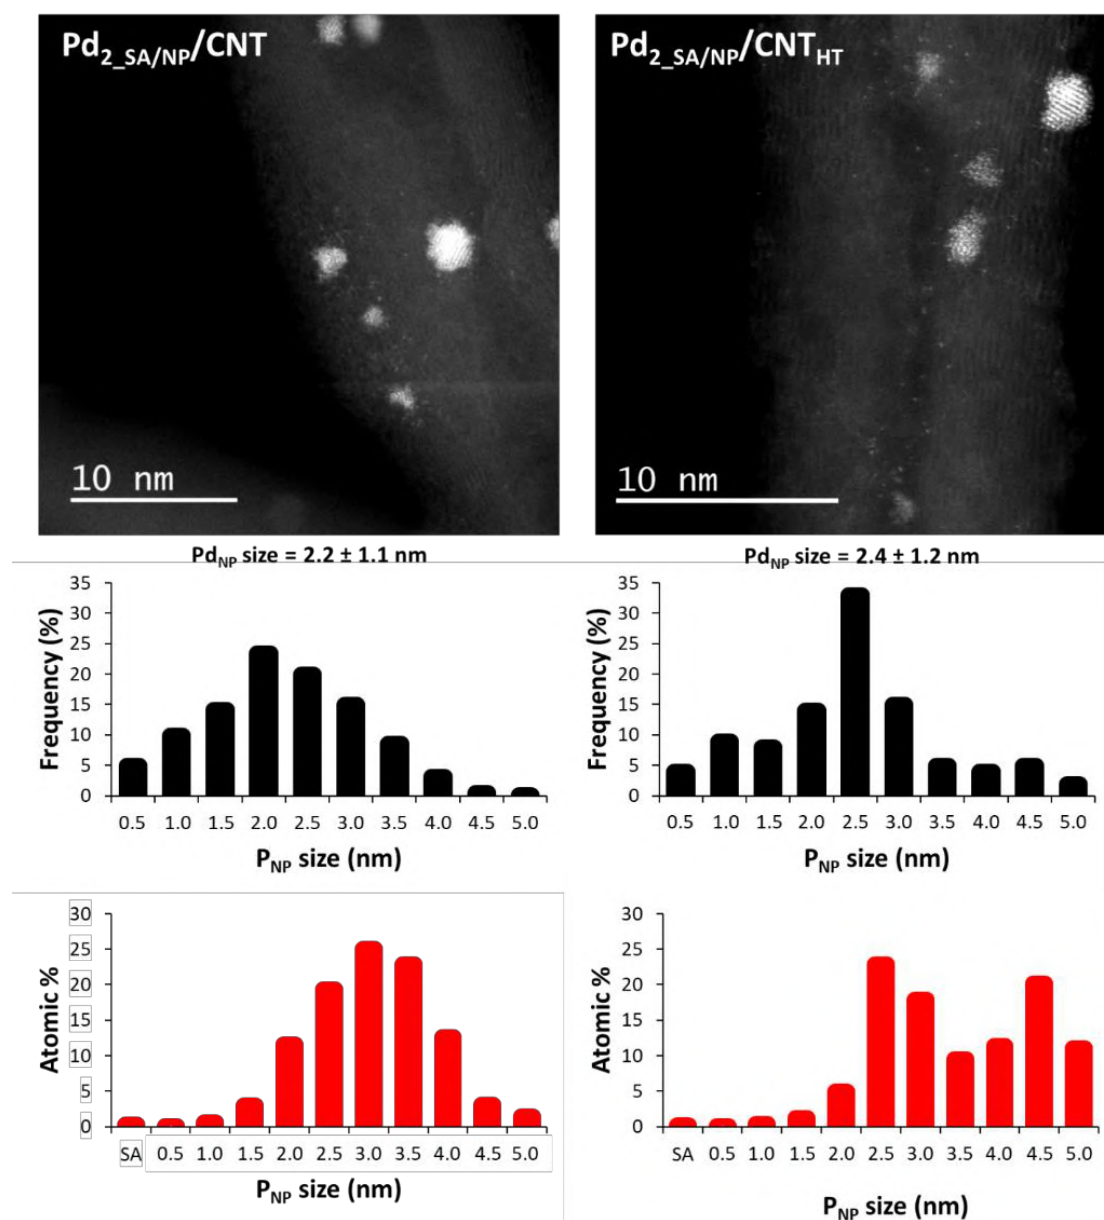 Pd2_SA/NP/CNT
10 nm
PdNP size = 2.2 ± 1.1 nm
Frequency (%)
35
30
25
20
15
10
5
0
0.5 1.0 1.5 2.0 2.5 3.0 3.5 4.0 4.5 5.0
PNP size (nm)
Atomic %
30
25
20
15
10
5
0
SA 0.5 1.0 1.5 2.0 2.5 3.0 3.5 4.0 4.5 5.0
PNP size (nm)
Pd2_SA/NP/CNTHT
10 nm
PdNP size = 2.4 ± 1.2 nm
Frequency (%)
35
30
25
20
15
10
5
0
0.5 1.0 1.5 2.0 2.5 3.0 3.5 4.0 4.5 5.0
PNP size (nm)
Atomic %
30
25
20
15
10
5
0
SA 0.5 1.0 1.5 2.0 2.5 3.0 3.5 4.0 4.5 5.0
PNP size (nm)